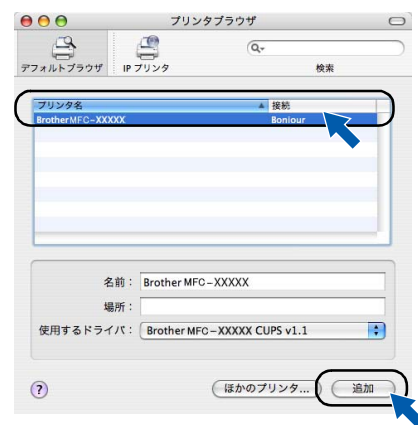 プリンタブラウザ
デフォルトブラウザ IP プリンタ 検索
プリンタ名 接続
Brother MFC-XXXXX Bonjour
名前： Brother MFC-XXXXX
場所：
使用するドライバ： Brother MFC-XXXXX CUPS v1.1
? ほかのプリンタ... 追加